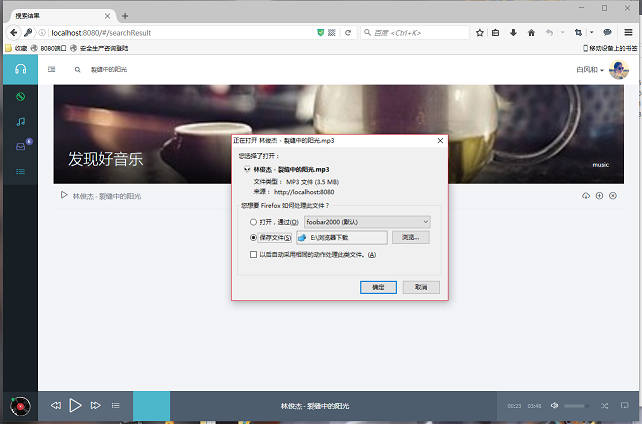 搜索结果
localhost:8080/#/searchResult
百度 <Ctrl+K>
收藏
8080端口
安全生产咨询登陆
移动设备上的书签
裂缝中的阳光
白风和
发现好音乐
music
林俊杰 - 裂缝中的阳光
正在打开 林俊杰 - 裂缝中的阳光.mp3
您选择了打开：
林俊杰 - 裂缝中的阳光.mp3
文件类型： MP3 文件 (3.5 MB)
来源： http://localhost:8080
您想要 Firefox 如何处理此文件？
打开，通过(O)
foobar2000 (默认)
保存文件(S)
E:\浏览器下载
浏览...
以后自动采用相同的动作处理此类文件。(A)
确定
取消
林俊杰 - 裂缝中的阳光
00:23
03:48